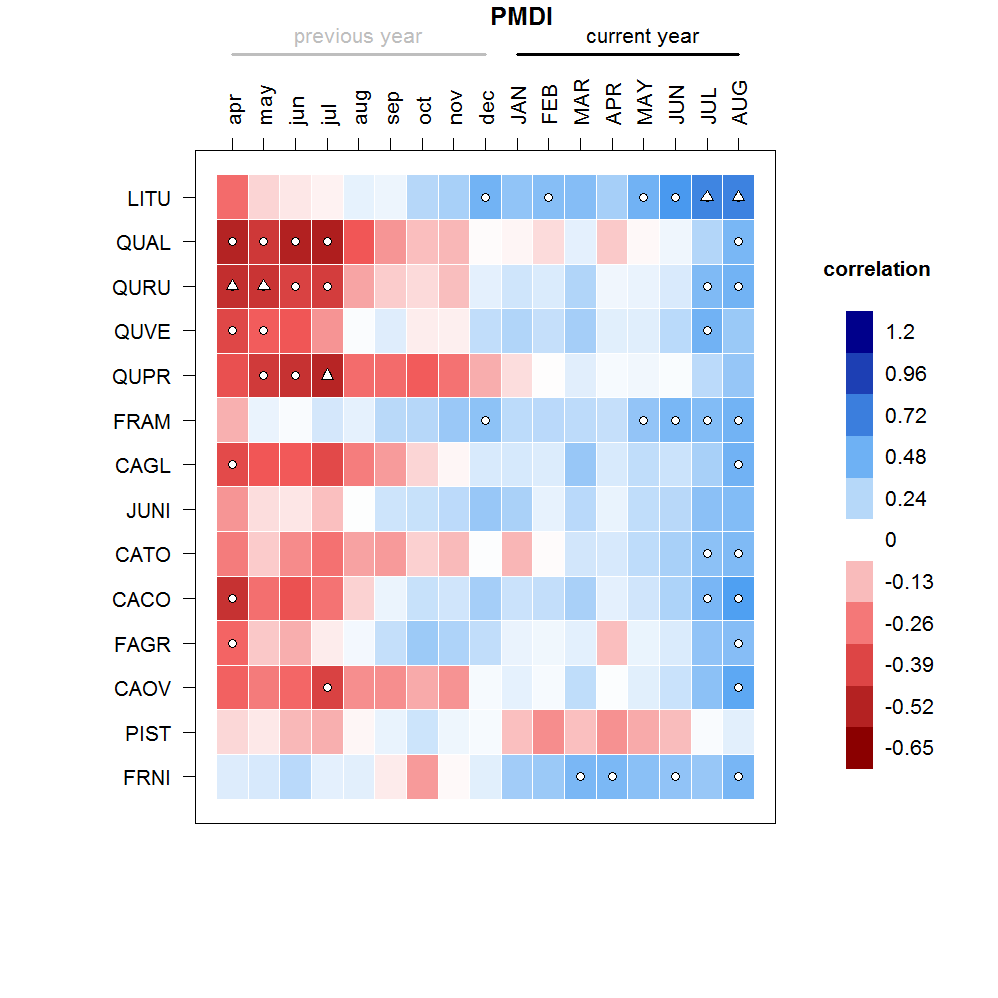 PMDI
previous year current year
apr may jun jul aug sep oct nov dec JAN FEB MAR APR MAY JUN JUL AUG
LITU
QUAL
QURU
QUVE
QUPR
FRAM
CAGL
JUNI
CATO
CACO
FAGR
CAOV
PIST
FRNI
correlation
1.2
0.96
0.72
0.48
0.24
0
-0.13
-0.26
-0.39
-0.52
-0.65